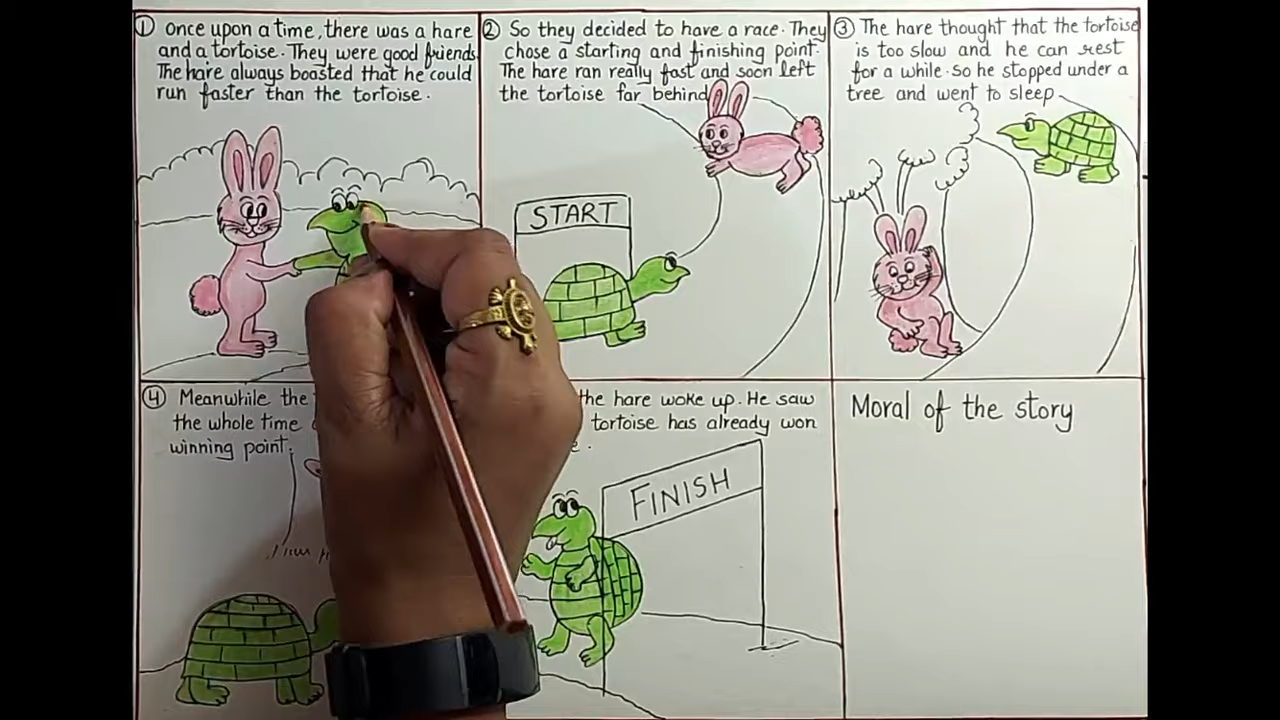 ① Once upon a time, there was a hare
and a tortoise. They were good friends.
The hare always boasted that he could
run faster than the tortoise.
② So they decided to have a race. They
chose a starting and finishing point.
The hare ran really fast and soon left
the tortoise far behind
START
③ The hare thought that the tortoise
is too slow and he can rest
for a while. so he stopped under a
tree and went to sleep
④ Meanwhile the
the whole time
winning point.
the hare woke up. He saw
tortoise has already won
FINISH
Moral of the story